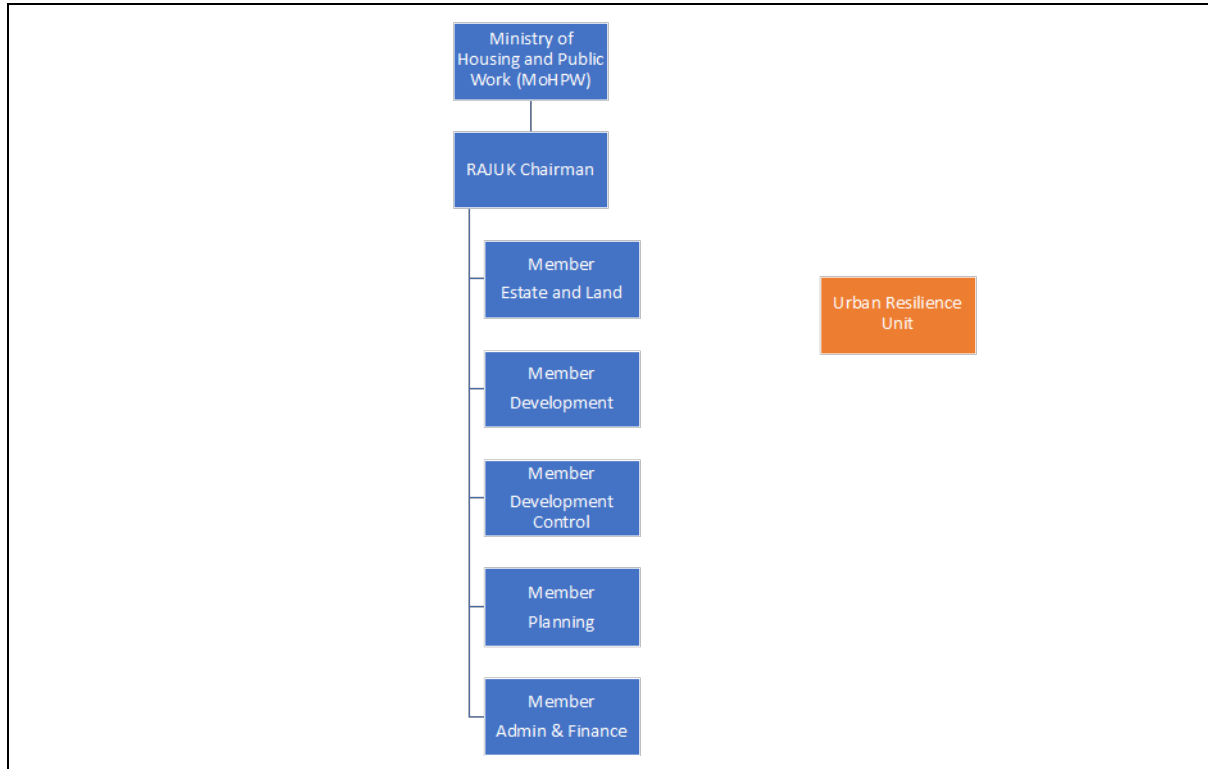 Ministry of
Housing and Public
Work (MoHPW)
RAJUK Chairman
Member
Estate and Land
Urban Resilience
Unit
Member
Development
Member
Development
Control
Member
Planning
Member
Admin & Finance